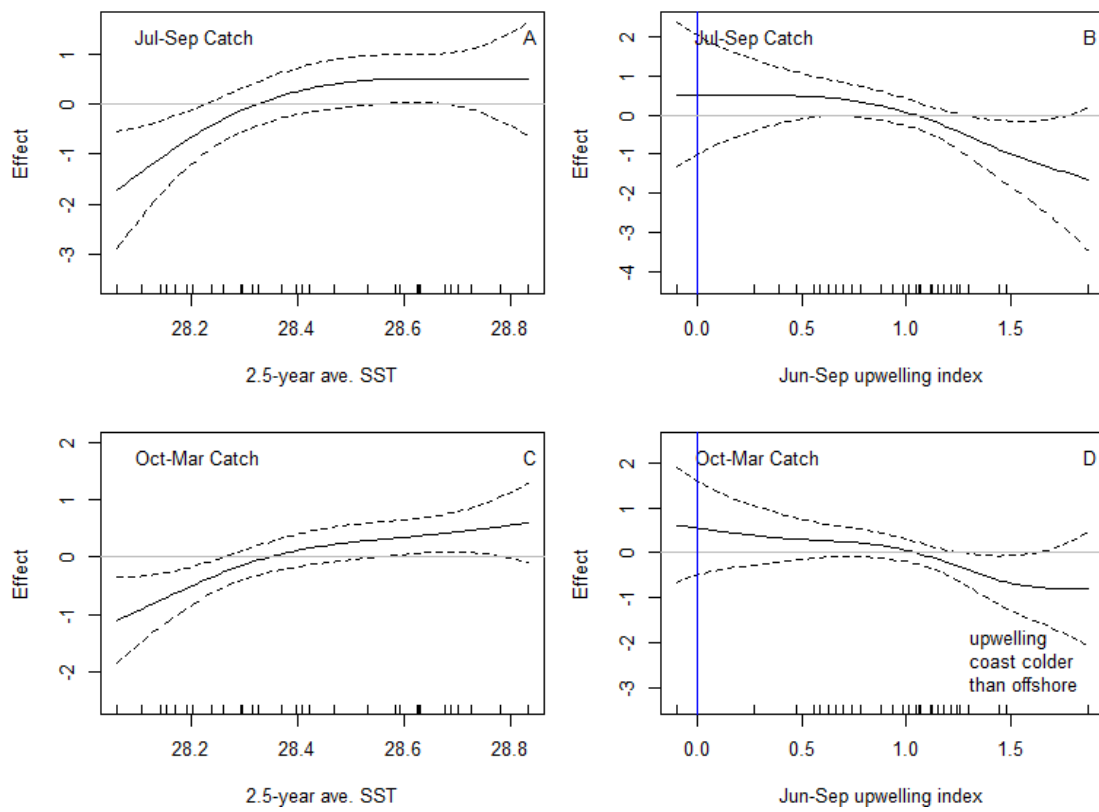 Jul-Sep Catch
A
Effect
1
0
-1
-2
-3
28.2 28.4 28.6 28.8
2.5-year ave. SST
Jul-Sep Catch
B
Effect
2
1
0
-1
-2
-3
-4
0.0 0.5 1.0 1.5
Jun-Sep upwelling index
Oct-Mar Catch
C
Effect
2
1
0
-1
-2
28.2 28.4 28.6 28.8
2.5-year ave. SST
Oct-Mar Catch
D
Effect
2
1
0
-1
-2
-3
upwelling
coast colder
than offshore
0.0 0.5 1.0 1.5
Jun-Sep upwelling index